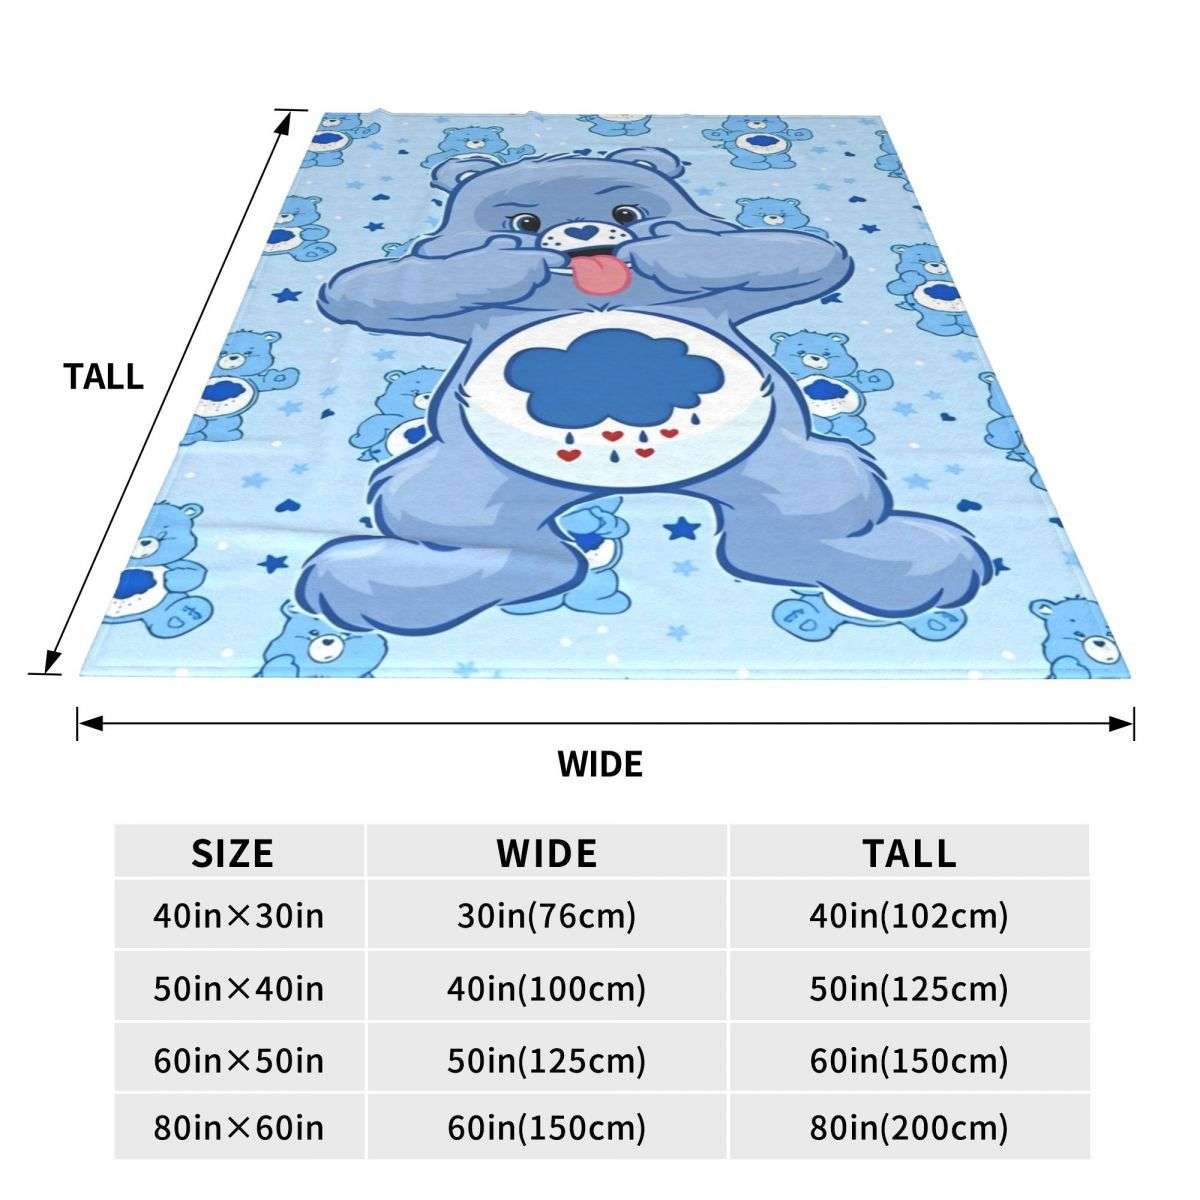 TALL
WIDE
SIZE WIDE TALL
40in×30in 30in(76cm) 40in(102cm)
50in×40in 40in(100cm) 50in(125cm)
60in×50in 50in(125cm) 60in(150cm)
80in×60in 60in(150cm) 80in(200cm)